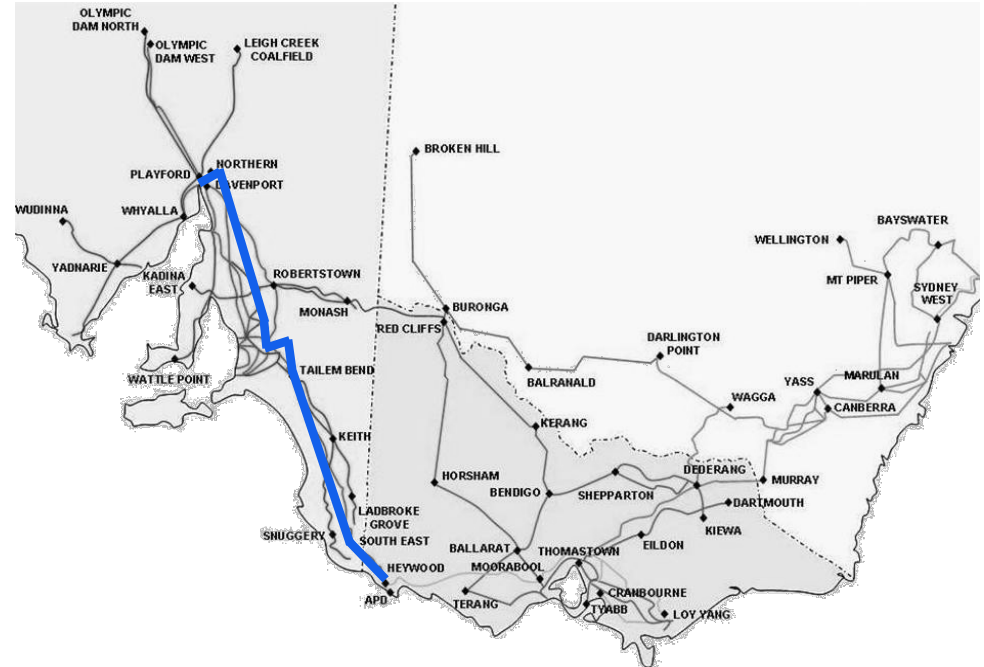 OLYMPIC
DAM NORTH
OLYMPIC
DAM WEST
LEIGH CREEK
COALFIELD
BROKEN HILL
NORTHERN
PLAYFORD
DAVENPORT
WUDINNA
WHYALLA
BAYSWATER
WELLINGTON
YADNARIE
KADINA
EAST
ROBERTSTOWN
MT PIPER
SYDNEY
WEST
MONASH
BURONGA
RED CLIFFS
DARLINGTON
POINT
WATTLE POINT
TAILEM BEND
BALRANALD
YASS
MARULAN
WAGGA
CANBERRA
KEITH
KERANG
HORSHAM
DEDERANG
MURRAY
BENDIGO
SHEPPARTON
DARTMOUTH
LADBROKE
GROVE
KIEWA
SNUGGERY
SOUTH EAST
EILDON
BALLARAT
THOMASTOWN
HEYWOOD
MOORABOOL
APD
TERANG
CRANBOURNE
TYABB
LOY YANG